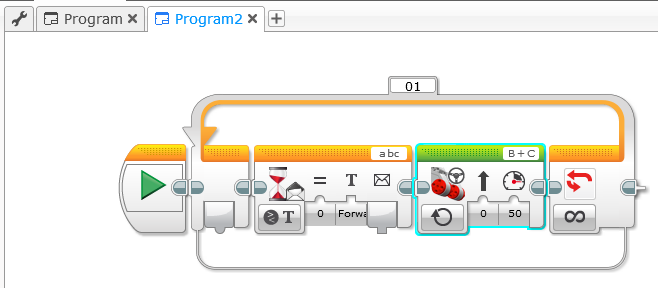 Program
Program2
01
abc
B+C
= T
T 0 Forwa
0 50